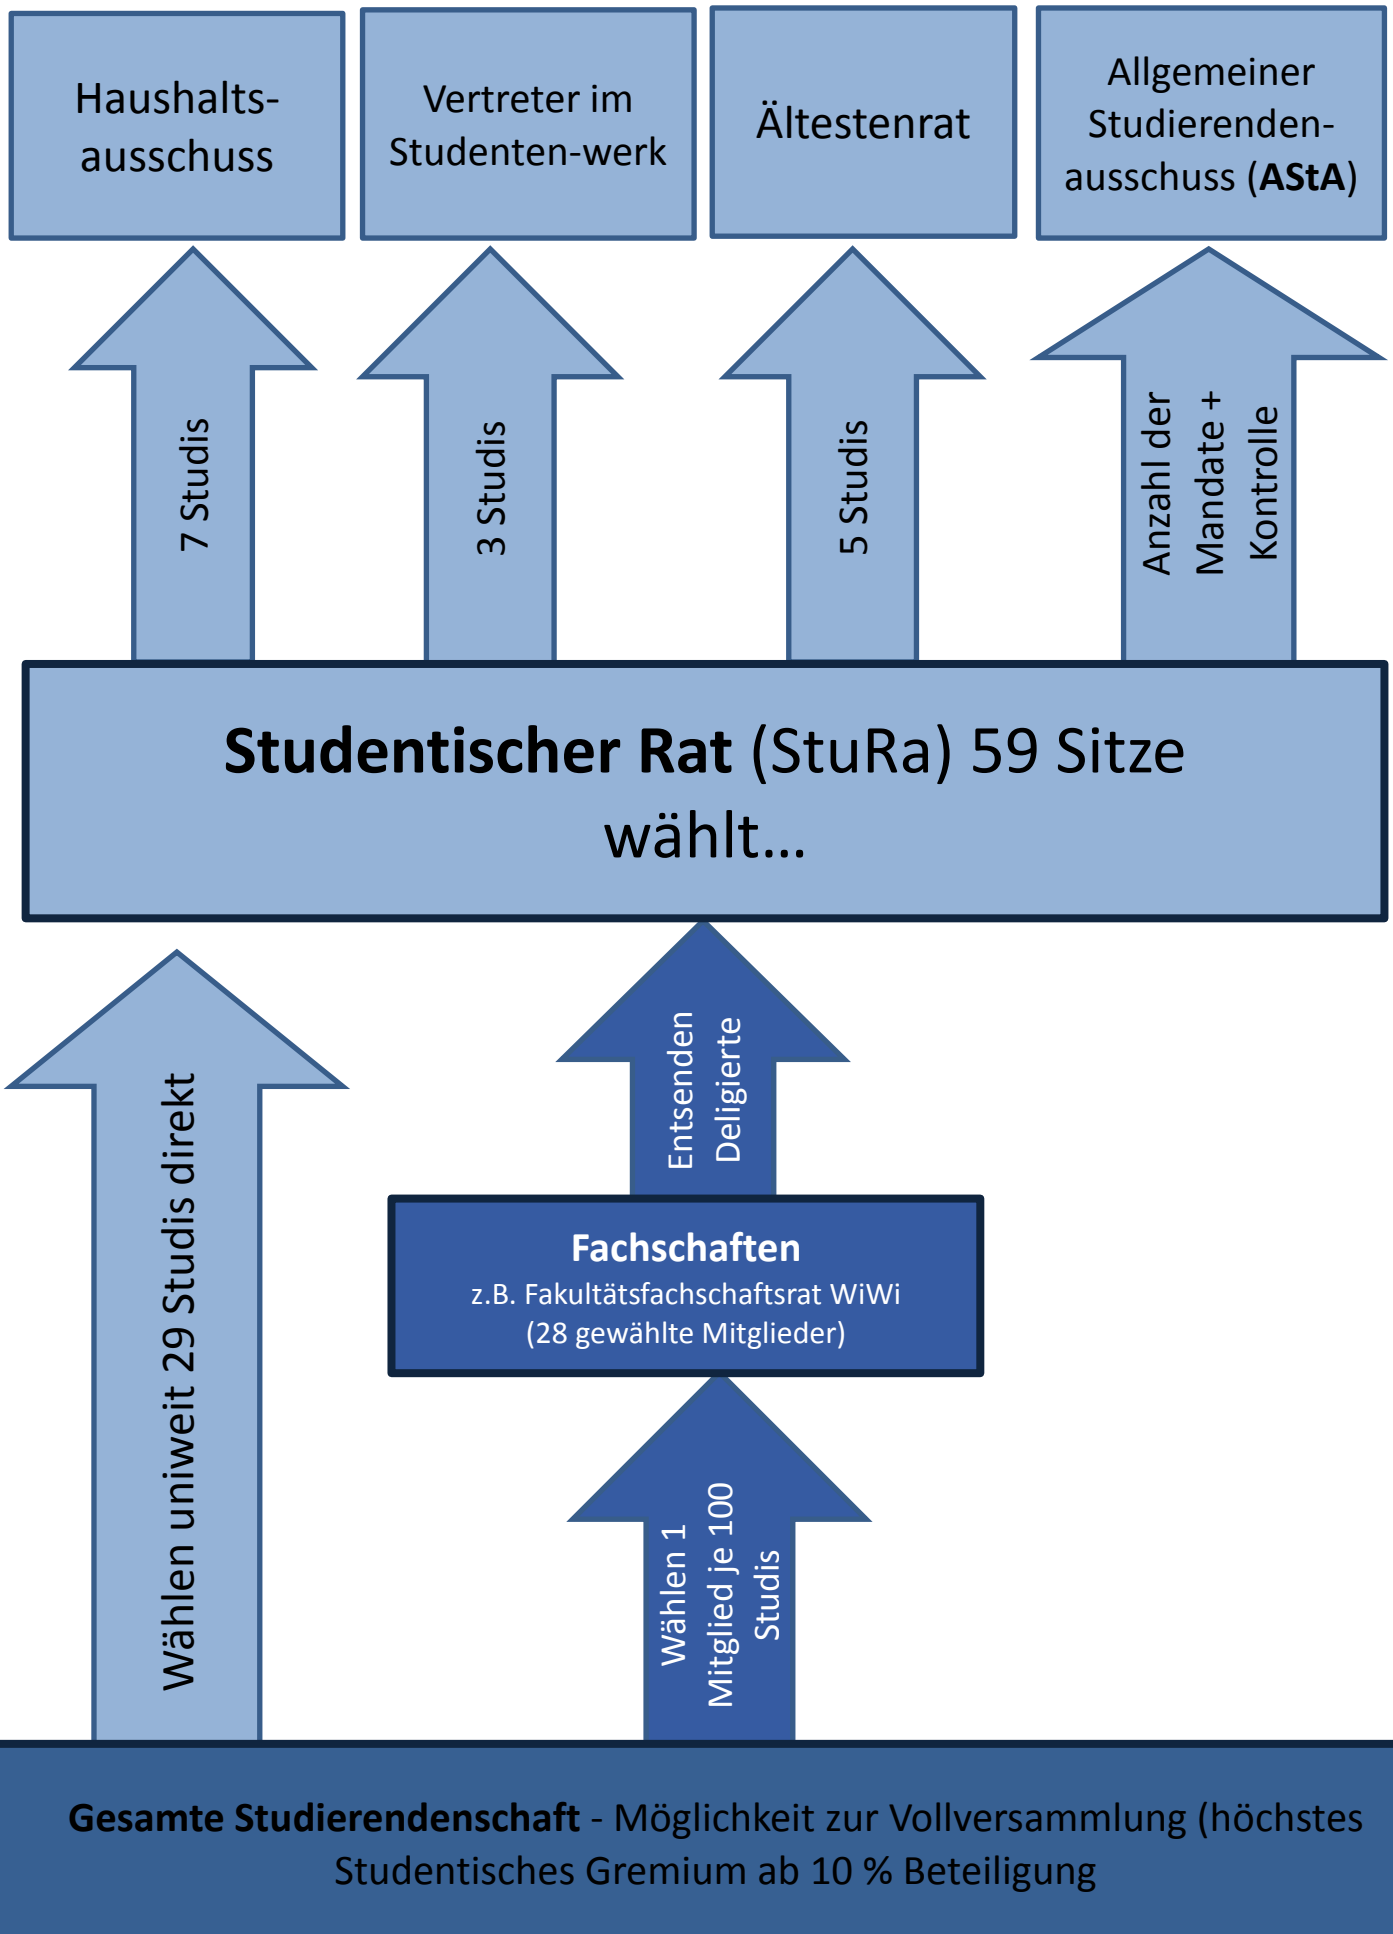 Haushalts-
ausschuss
Vertreter im
Studenten-werk
Ältestenrat
Allgemeiner
Studierenden-
ausschuss (AStA)
7 Studis
3 Studis
5 Studis
Anzahl der
Mandate +
Kontrolle
Studentischer Rat (StuRa) 59 Sitze
wählt...
Wählen uniweit 29 Studis direkt
Entsenden
Deligierte
Fachschaften
z.B. Fakultätsfachschaftsrat WiWi
(28 gewählte Mitglieder)
Wählen 1
Mitglied je 100
Studis
Gesamte Studierendenschaft - Möglichkeit zur Vollversammlung (höchstes
Studentisches Gremium ab 10 % Beteiligung